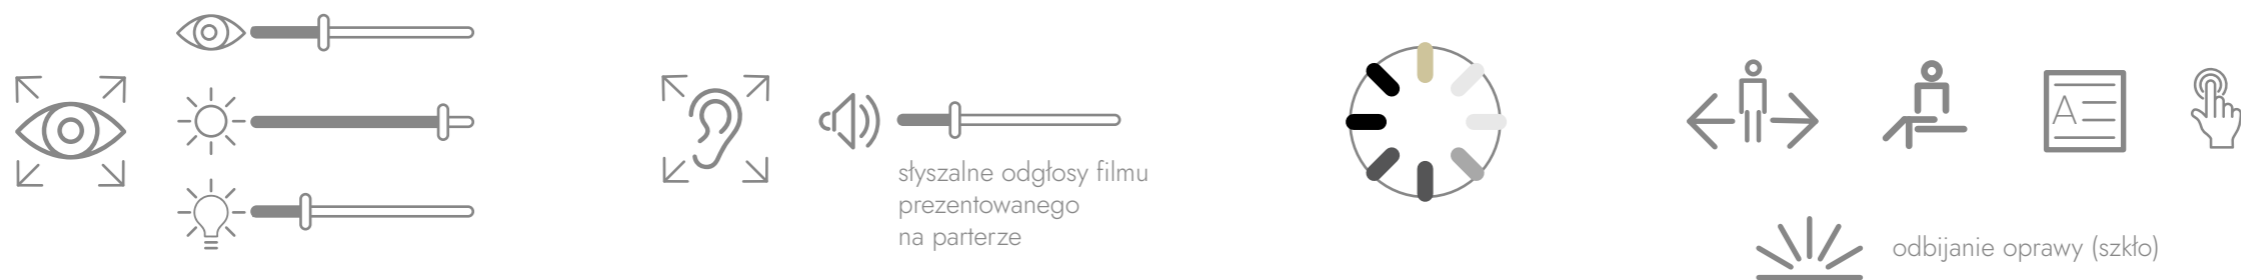 słyszalne odgłosy filmu
prezentowanego
na parterze
A
odbijanie oprawy (szkło)